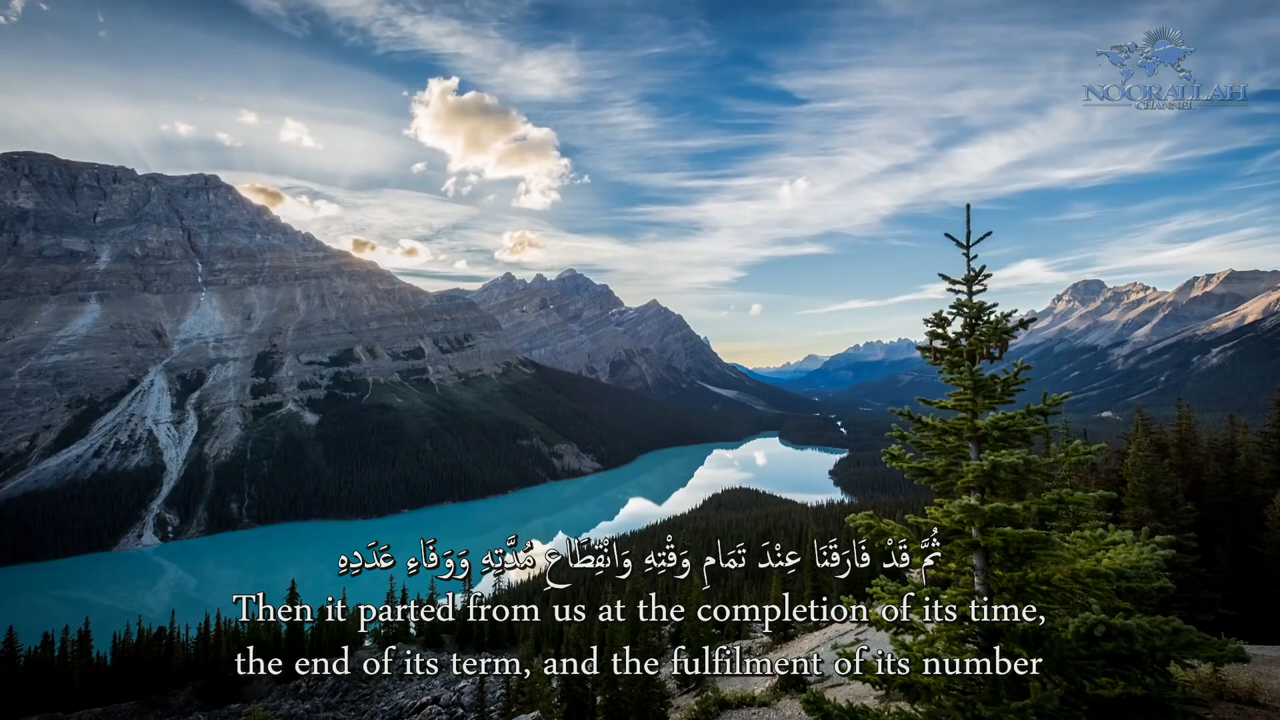 NOORALLAH
CHANNEL
ثُمَّ قَدْ فَارَقَنَا عِنْدَ تَمَامِ وَقْتِهِ وَانْقِطَاعِ مُدَّتِهِ وَوَفَاءِ عَدَدِهِ
Then it parted from us at the completion of its time,
the end of its term, and the fulfilment of its number